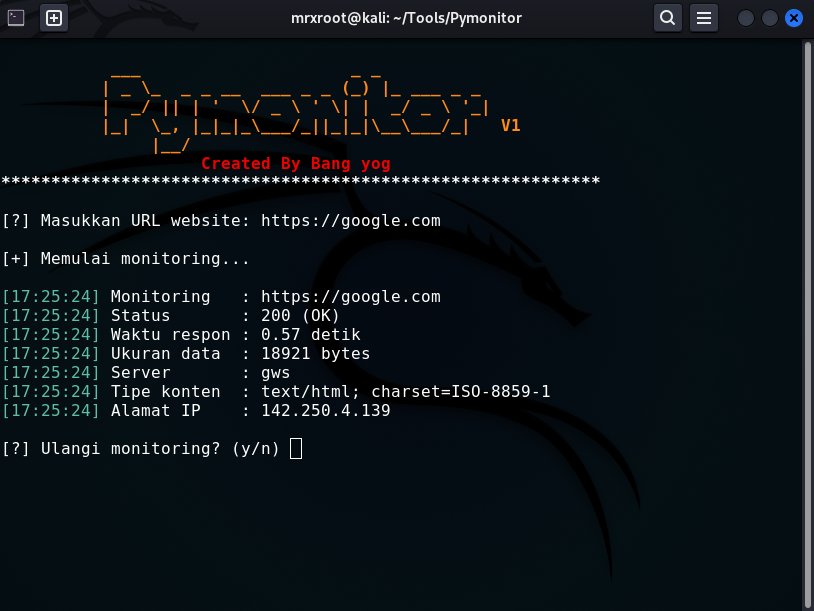 mrxroot@kali: ~/Tools/Pymonitor
Pymonitor V1
Created By Bang yog
************************************************************
[?] Masukkan URL website: https://google.com
[+] Memulai monitoring...
[17:25:24] Monitoring   : https://google.com
[17:25:24] Status       : 200 (OK)
[17:25:24] Waktu respon : 0.57 detik
[17:25:24] Ukuran data  : 18921 bytes
[17:25:24] Server       : gws
[17:25:24] Tipe konten  : text/html; charset=ISO-8859-1
[17:25:24] Alamat IP    : 142.250.4.139
[?] Ulangi monitoring? (y/n)